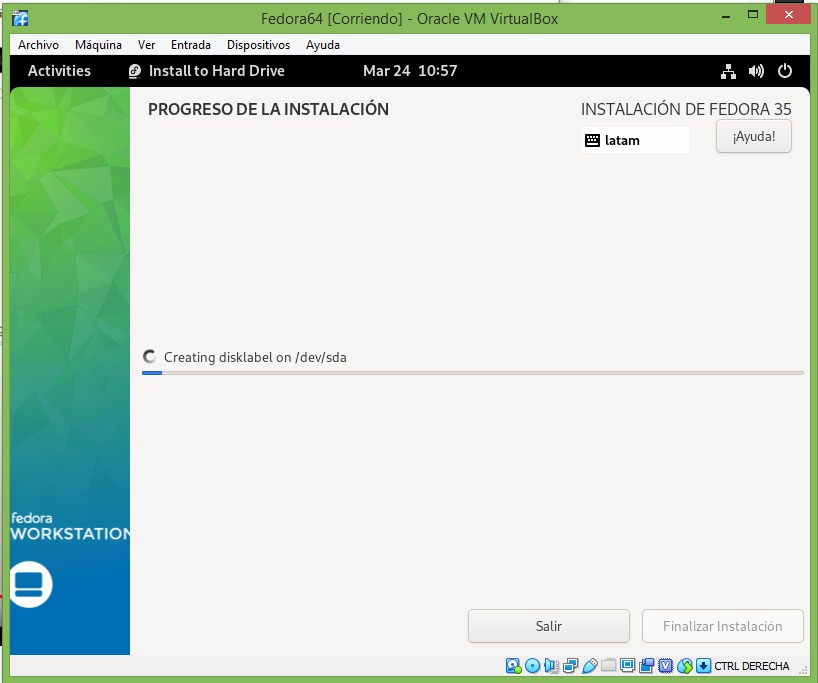 Fedora64 [Corriendo] - Oracle VM VirtualBox
Archivo Máquina Ver Entrada Dispositivos Ayuda
Activities Install to Hard Drive Mar 24 10:57
PROGRESO DE LA INSTALACIÓN
INSTALACIÓN DE FEDORA 35
latam
¡Ayuda!
Creating disklabel on /dev/sda
fedora
WORKSTATION
Salir
Finalizar Instalación
CTRL DERECHA